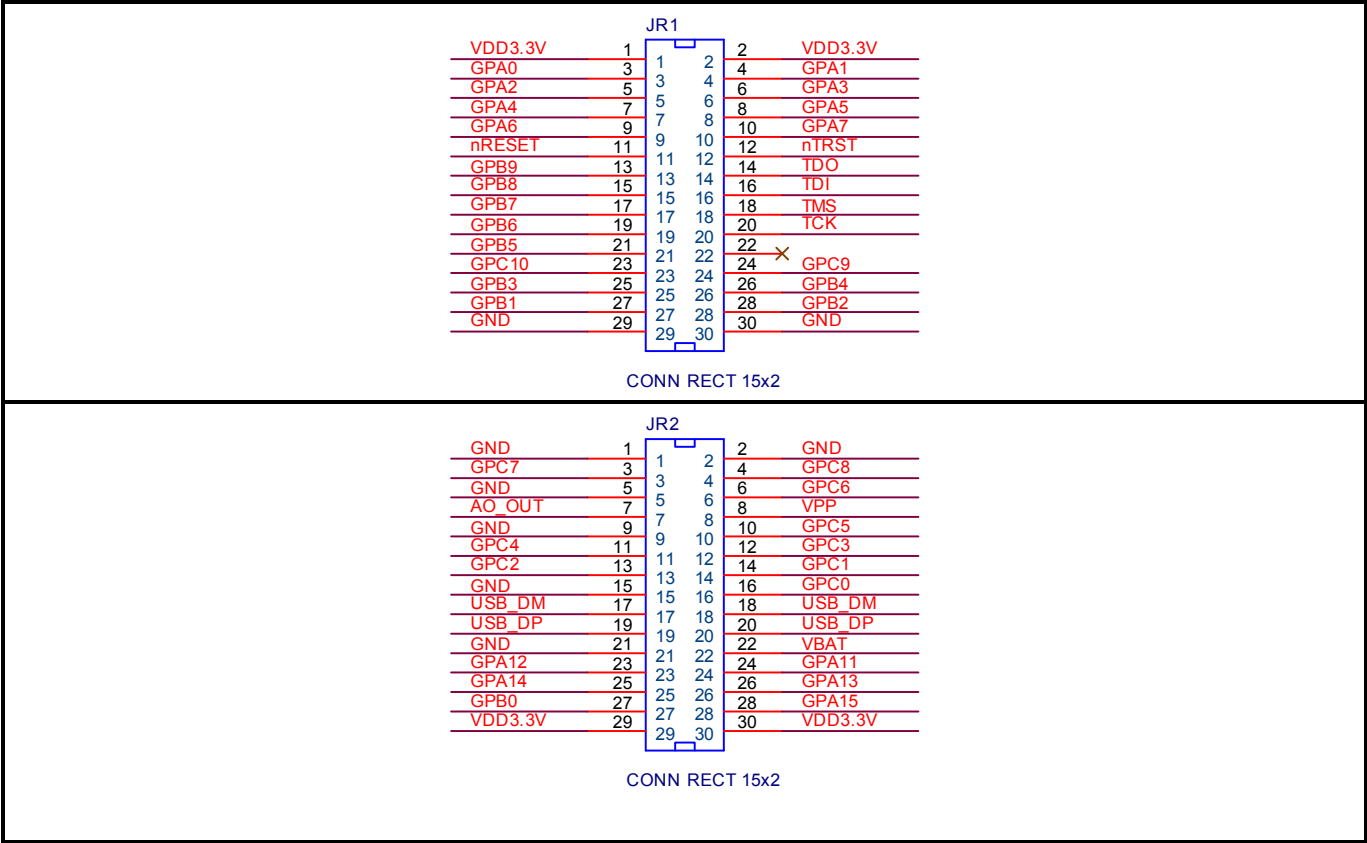 JR1
VDD3.3V 1 1 2 2 VDD3.3V
GPA0 3 3 4 4 GPA1
GPA2 5 5 6 6 GPA3
GPA4 7 7 8 8 GPA5
GPA6 9 9 10 10 GPA7
nRESET 11 11 12 12 nTRST
GPB9 13 13 14 14 TDO
GPB8 15 15 16 16 TDI
GPB7 17 17 18 18 TMS
GPB6 19 19 20 20 TCK
GPB5 21 21 22 22
GPC10 23 23 24 24 GPC9
GPB3 25 25 26 26 GPB4
GPB1 27 27 28 28 GPB2
GND 29 29 30 30 GND
CONN RECT 15x2
JR2
GND 1 1 2 2 GND
GPC7 3 3 4 4 GPC8
GND 5 5 6 6 GPC6
AO_OUT 7 7 8 8 VPP
GND 9 9 10 10 GPC5
GPC4 11 11 12 12 GPC3
GPC2 13 13 14 14 GPC1
GND 15 15 16 16 GPC0
USB_DM 17 17 18 18 USB_DM
USB_DP 19 19 20 20 USB_DP
GND 21 21 22 22 VBAT
GPA12 23 23 24 24 GPA11
GPA14 25 25 26 26 GPA13
GPB0 27 27 28 28 GPA15
VDD3.3V 29 29 30 30 VDD3.3V
CONN RECT 15x2